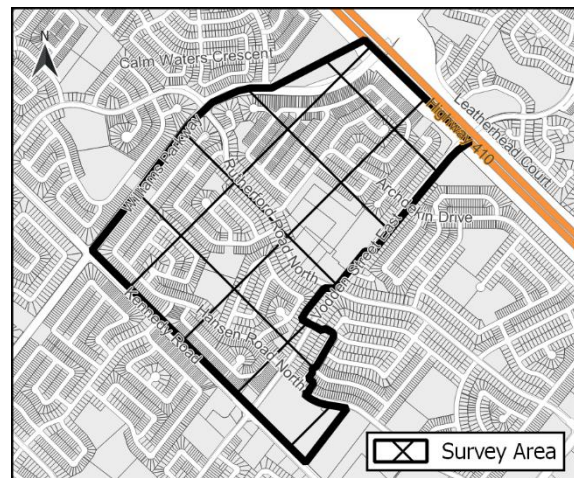 N
Calm Waters Crescent
Leatherhead Court
Highway 410
Williams Parkway
Archdekin Drive
Rutherford Road North
Vodden Street East
Kennedy Road
Hansen Road North
Survey Area